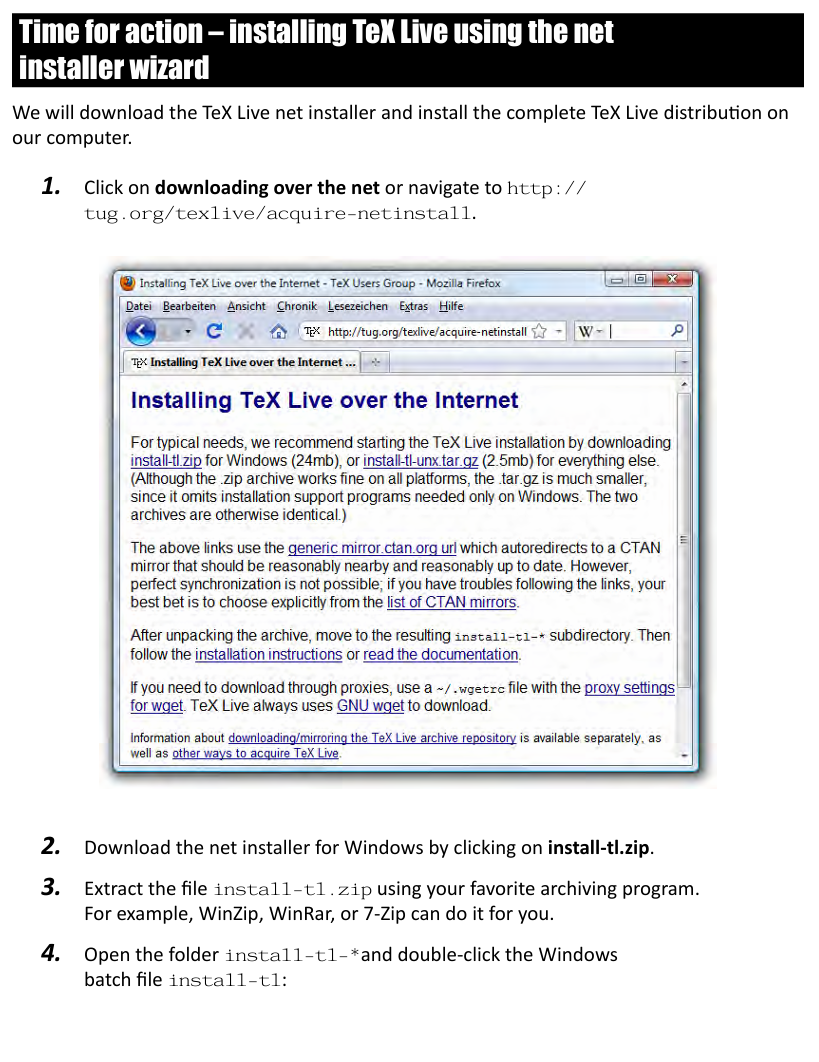 Time for action – installing TeX Live using the net
installer wizard
We will download the TeX Live net installer and install the complete TeX Live distribution on
our computer.
1. Click on downloading over the net or navigate to http://
tug.org/texlive/acquire-netinstall.
Installing TeX Live over the Internet - TeX Users Group - Mozilla Firefox
Datei Bearbeiten Ansicht Chronik Lesezeichen Extras Hilfe
TEX http://tug.org/texlive/acquire-netinstall W
TEX Installing TeX Live over the Internet ...
Installing TeX Live over the Internet
For typical needs, we recommend starting the TeX Live installation by downloading
install-tl.zip for Windows (24mb), or install-tl-unx.tar.gz (2.5mb) for everything else.
(Although the .zip archive works fine on all platforms, the .tar.gz is much smaller,
since it omits installation support programs needed only on Windows. The two
archives are otherwise identical.)
The above links use the generic mirror.ctan.org url which autoredirects to a CTAN
mirror that should be reasonably nearby and reasonably up to date. However,
perfect synchronization is not possible; if you have troubles following the links, your
best bet is to choose explicitly from the list of CTAN mirrors.
After unpacking the archive, move to the resulting install-tl-* subdirectory. Then
follow the installation instructions or read the documentation.
If you need to download through proxies, use a ~/.wgetrc file with the proxy settings
for wget. TeX Live always uses GNU wget to download.
Information about downloading/mirroring the TeX Live archive repository is available separately, as
well as other ways to acquire TeX Live.
2. Download the net installer for Windows by clicking on install-tl.zip.
3. Extract the file install-tl.zip using your favorite archiving program.
For example, WinZip, WinRar, or 7-Zip can do it for you.
4. Open the folder install-tl-*and double-click the Windows
batch file install-tl: